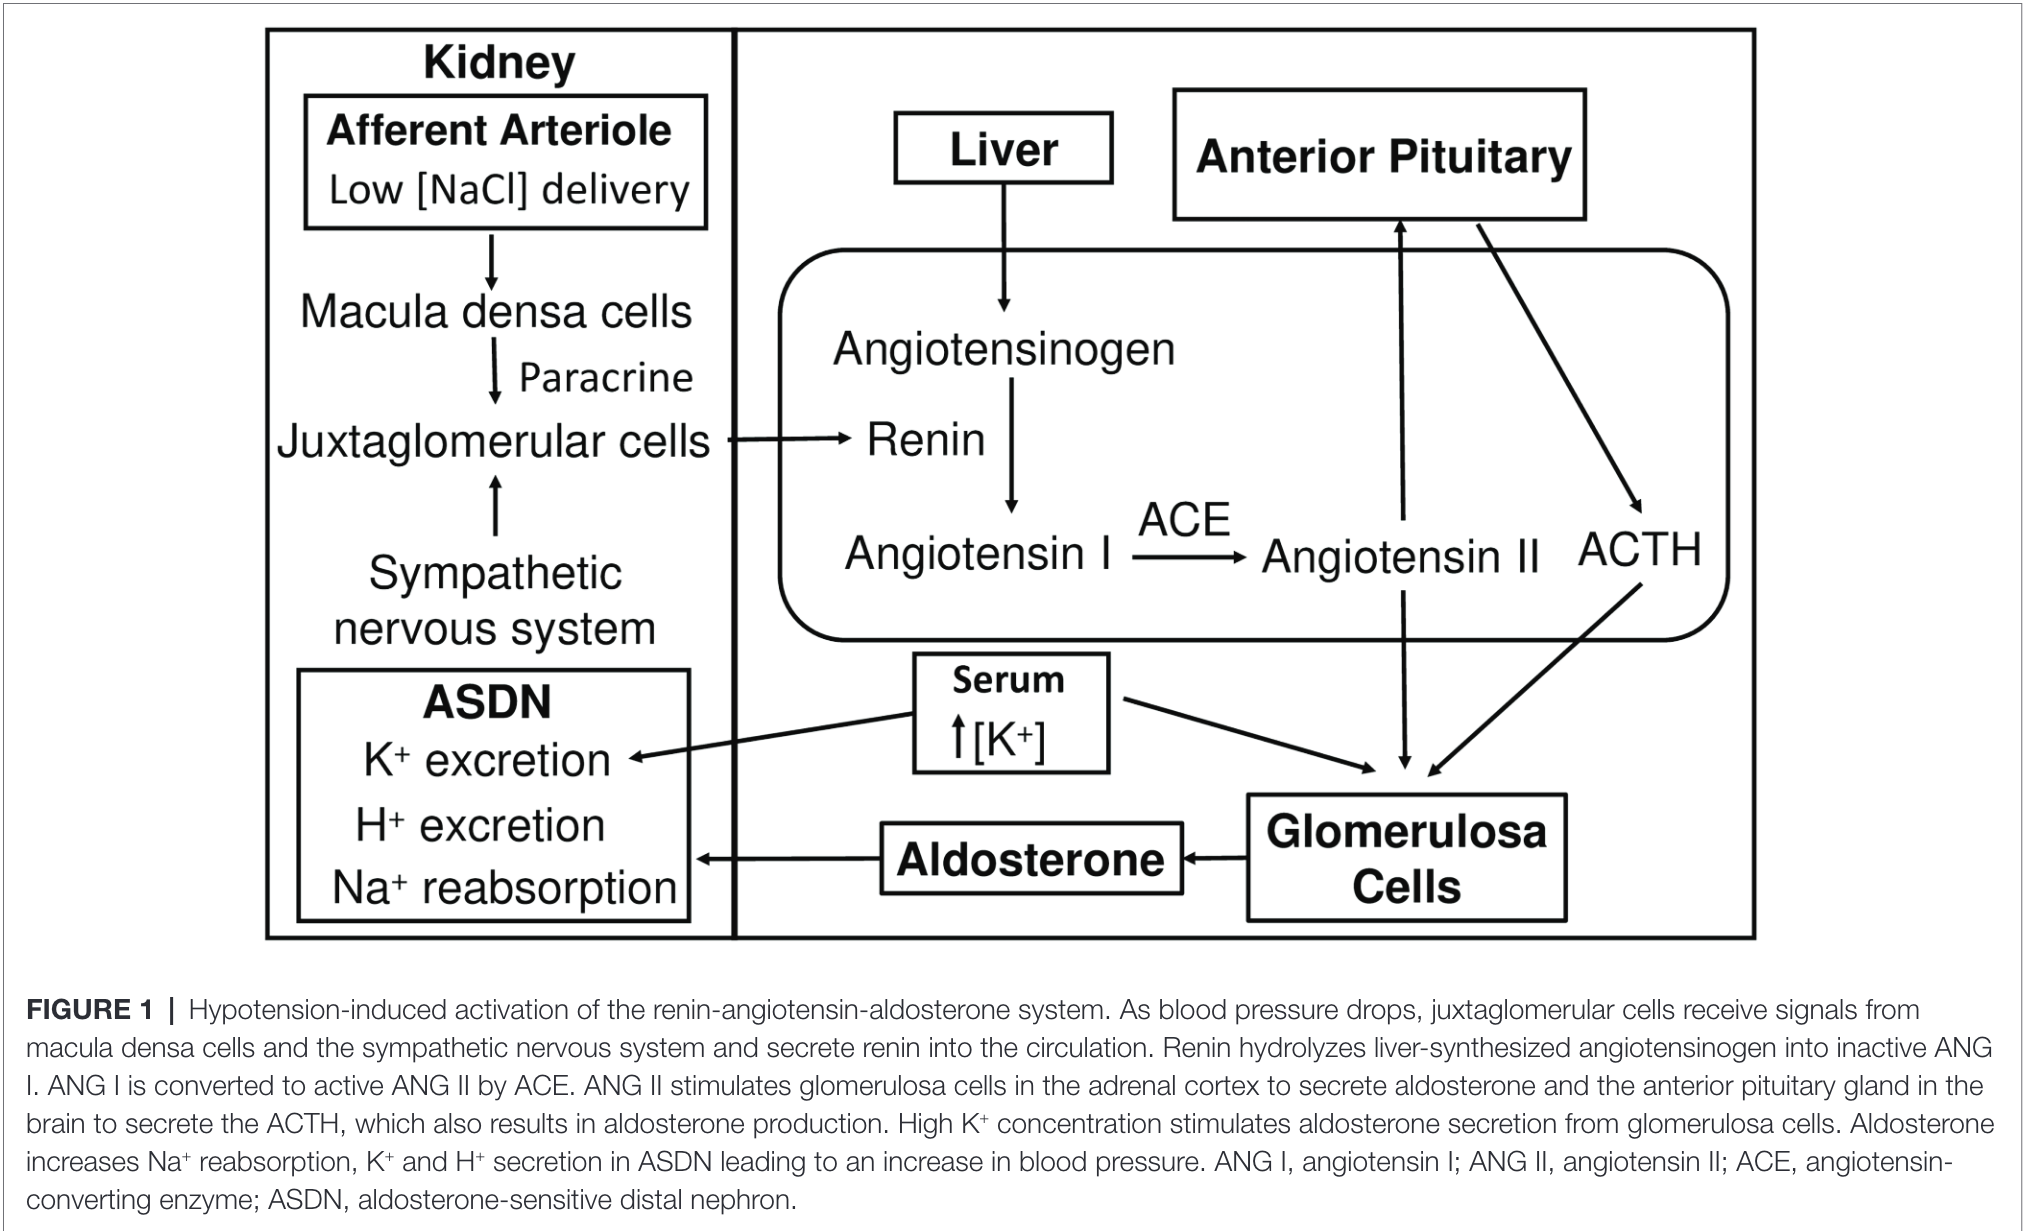 Kidney
Afferent Arteriole
Low [NaCl] delivery
Macula densa cells
Paracrine
Juxtaglomerular cells
Sympathetic
nervous system
ASDN
K⁺ excretion
H⁺ excretion
Na⁺ reabsorption
Liver
Anterior Pituitary
Angiotensinogen
Renin
ACE
Angiotensin I
Angiotensin II
ACTH
Serum
↑[K⁺]
Aldosterone
Glomerulosa
Cells
FIGURE 1 | Hypotension-induced activation of the renin-angiotensin-aldosterone system. As blood pressure drops, juxtaglomerular cells receive signals from
macula densa cells and the sympathetic nervous system and secrete renin into the circulation. Renin hydrolyzes liver-synthesized angiotensinogen into inactive ANG
I. ANG I is converted to active ANG II by ACE. ANG II stimulates glomerulosa cells in the adrenal cortex to secrete aldosterone and the anterior pituitary gland in the
brain to secrete the ACTH, which also results in aldosterone production. High K⁺ concentration stimulates aldosterone secretion from glomerulosa cells. Aldosterone
increases Na⁺ reabsorption, K⁺ and H⁺ secretion in ASDN leading to an increase in blood pressure. ANG I, angiotensin I; ANG II, angiotensin II; ACE, angiotensin-
converting enzyme; ASDN, aldosterone-sensitive distal nephron.